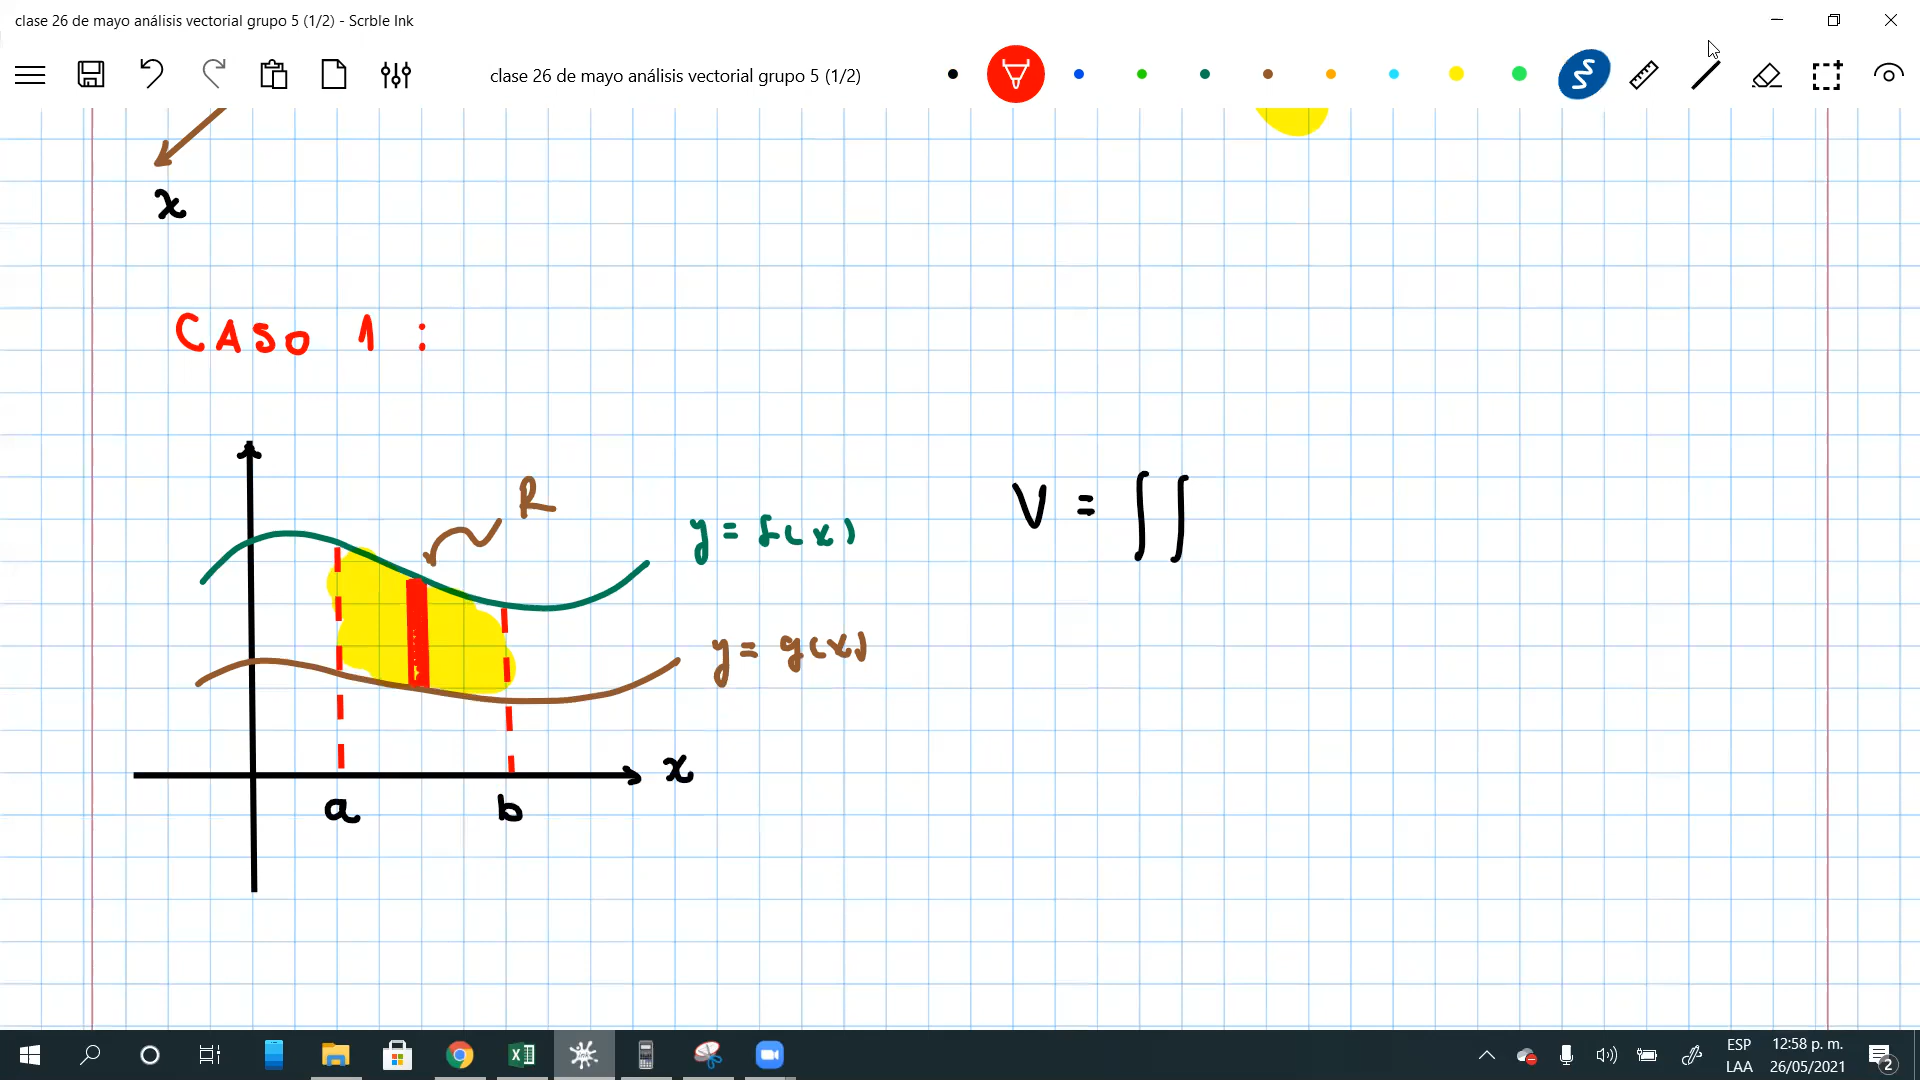 clase 26 de mayo análisis vectorial grupo 5 (1/2) - Scrble Ink
clase 26 de mayo análisis vectorial grupo 5 (1/2)
x
CASO 1 :
R
y = f(x)
V = ∫∫
y = g(x)
x
a
b
ESP
LAA
12:58 p. m.
26/05/2021
2